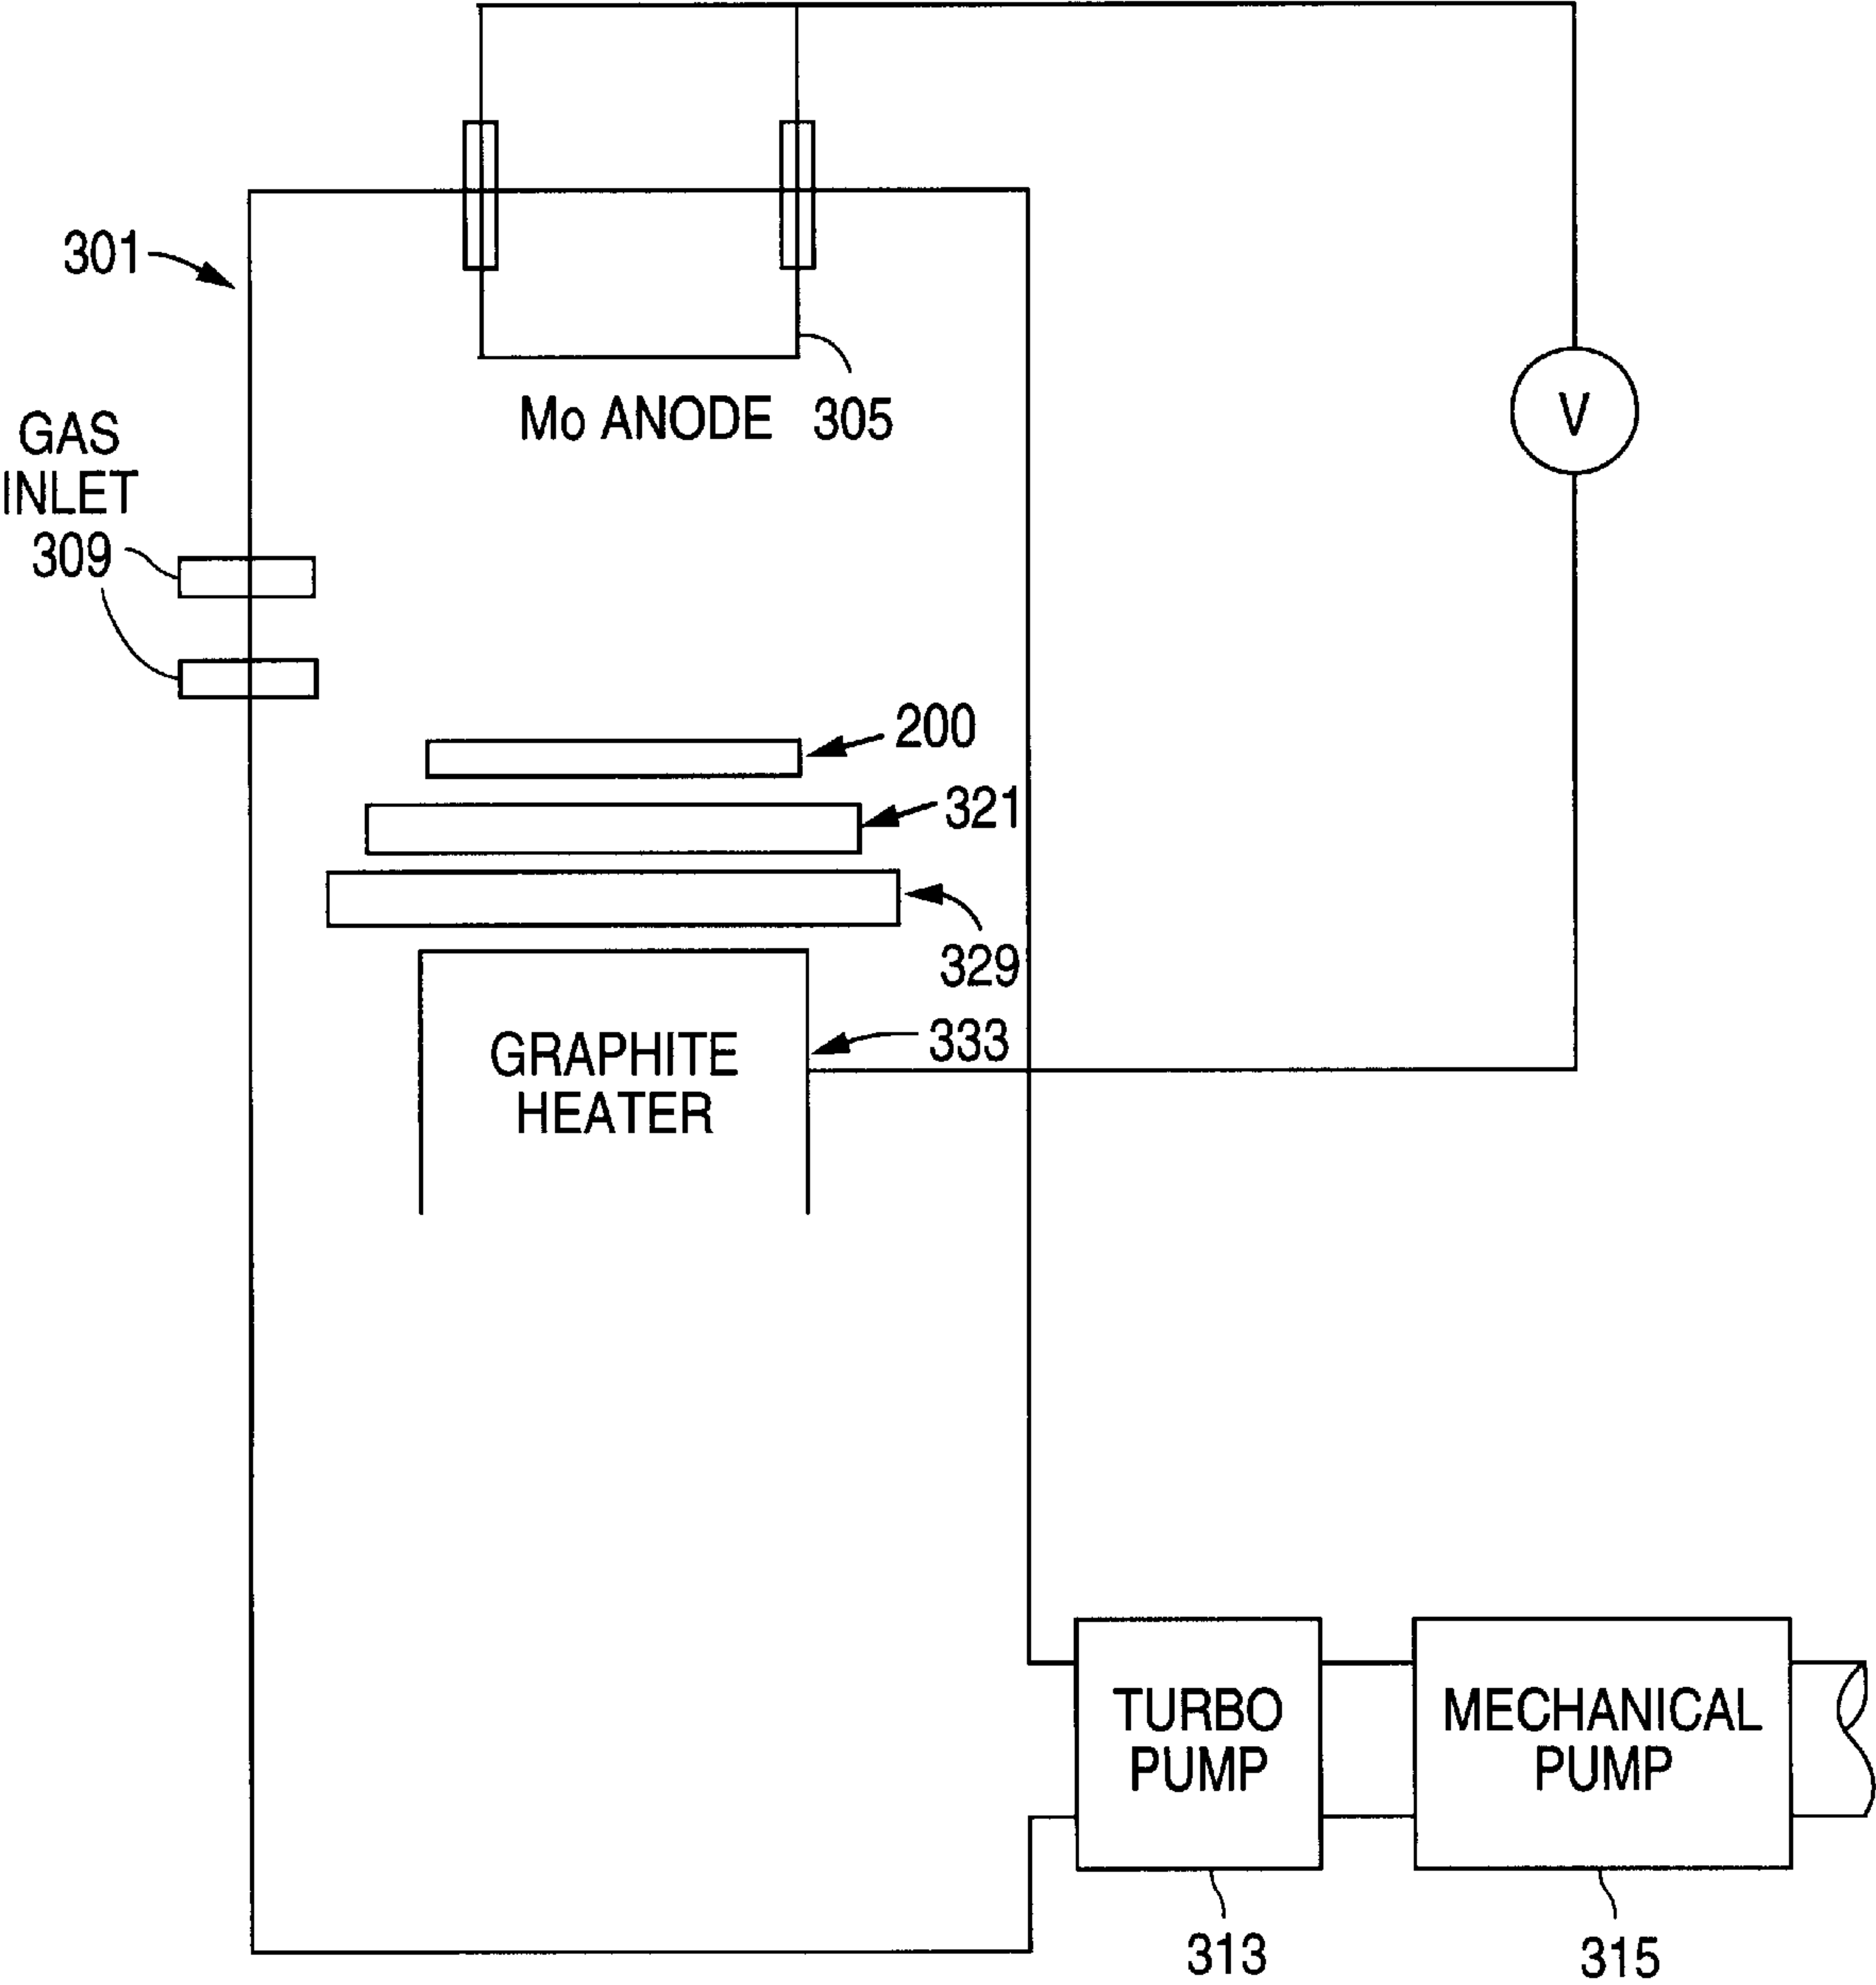 301
Mo ANODE 305
V
GAS
INLET
309
200
321
329
GRAPHITE
HEATER
333
TURBO
PUMP
MECHANICAL
PUMP
313
315